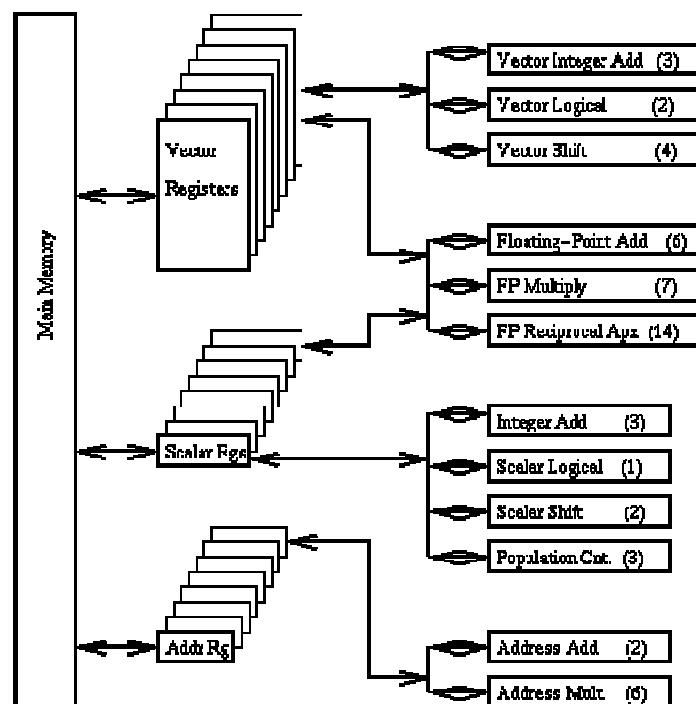 Main Memory
Vector
Registers
Scalar Rgs
Addr Rg
Vector Integer Add (3)
Vector Logical (2)
Vector Shift (4)
Floating-Point Add (6)
FP Multiply (7)
FP Reciprocal Apx (14)
Integer Add (3)
Scalar Logical (1)
Scalar Shift (2)
Population Cnt. (3)
Address Add (2)
Address Mult. (6)